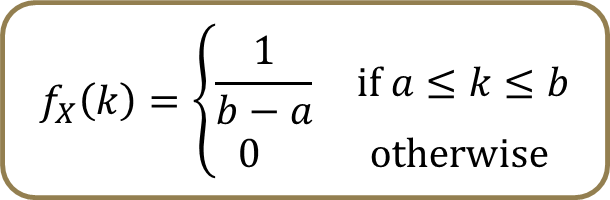 f_X(k) = { 1/(b − a) if a ≤ k ≤ b
0 otherwise